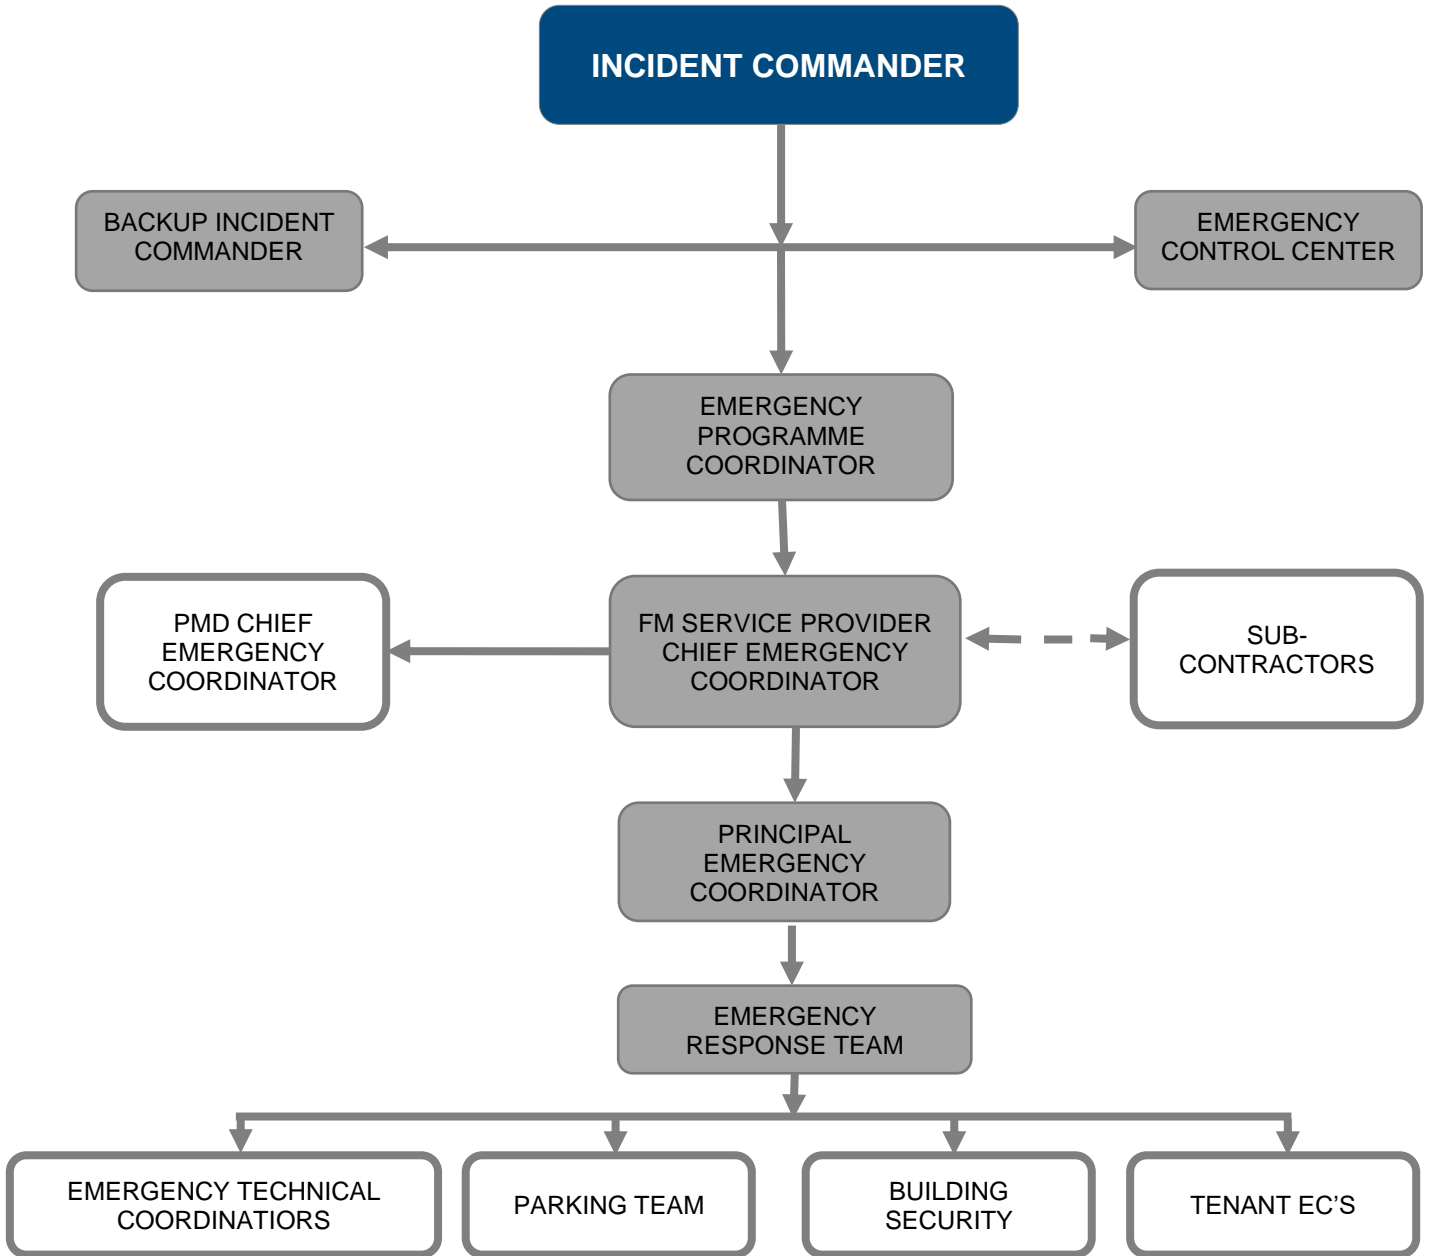 INCIDENT COMMANDER
BACKUP INCIDENT
COMMANDER
EMERGENCY
CONTROL CENTER
EMERGENCY
PROGRAMME
COORDINATOR
PMD CHIEF
EMERGENCY
COORDINATOR
FM SERVICE PROVIDER
CHIEF EMERGENCY
COORDINATOR
SUB-
CONTRACTORS
PRINCIPAL
EMERGENCY
COORDINATOR
EMERGENCY
RESPONSE TEAM
EMERGENCY TECHNICAL
COORDINATIORS
PARKING TEAM
BUILDING
SECURITY
TENANT EC'S